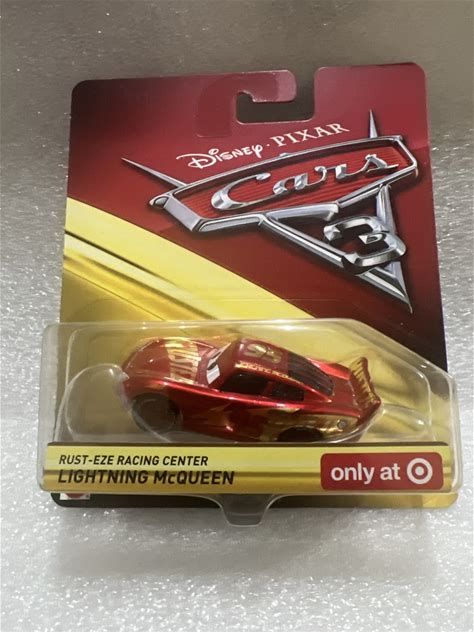 Disney · PIXAR
Cars
3
RUST-EZE RACING CENTER
LIGHTNING McQUEEN
only at